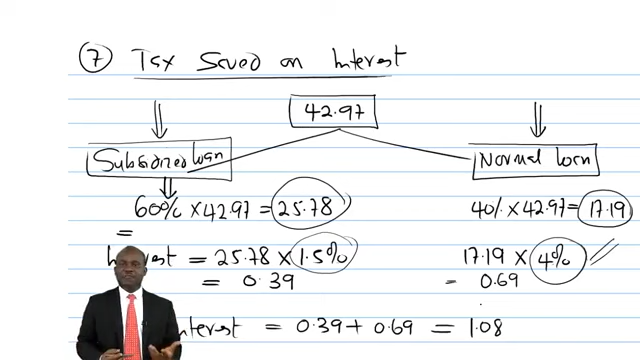 7 Tax Saved on Interest
42.97
Subsidized loan
Normal loan
60% × 42.97 = 25.78
40% × 42.97 = 17.19
=
= 25.78 × 1.5%
17.19 × 4%
= 0.39
= 0.69
= 0.39 + 0.69 = 1.08